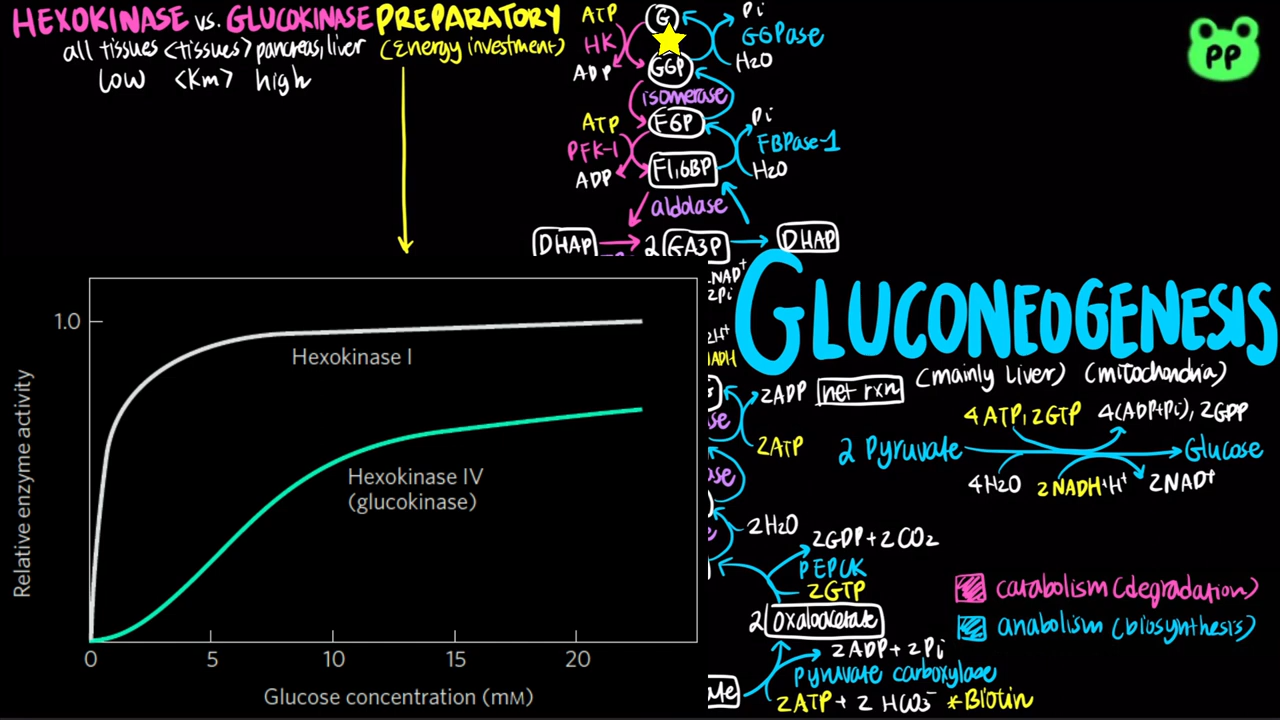 HEXOKINASE vs. GLUCOKINASE
all tissues <tissues> pancreas, liver
low <Km> high
PREPARATORY
(Energy investment)
ATP
G
Pi
HK
G6Pase
ADP
G6P
H2O
isomerase
ATP
F6P
Pi
PFK-1
FBPase-1
ADP
F1,6BP
H2O
aldolase
DHAP
2 GA3P
DHAP
PP
1.0
Hexokinase I
Hexokinase IV
(glucokinase)
Relative enzyme activity
0 5 10 15 20
Glucose concentration (mM)
NAD+
2Pi
GLUCONEOGENESIS
(mainly liver) (mitochondria)
2ADP
net rxn
2ATP
4 ATP, 2GTP
4(ADP+Pi), 2GDP
2 Pyruvate
Glucose
4H2O
2NADH+H+
2NAD+
2H2O
2GDP + 2CO2
PEPCK
2GTP
2 Oxaloacetate
2ADP + 2Pi
Pyruvate carboxylase
2ATP + 2 HCO3- *Biotin
catabolism (degradation)
anabolism (biosynthesis)